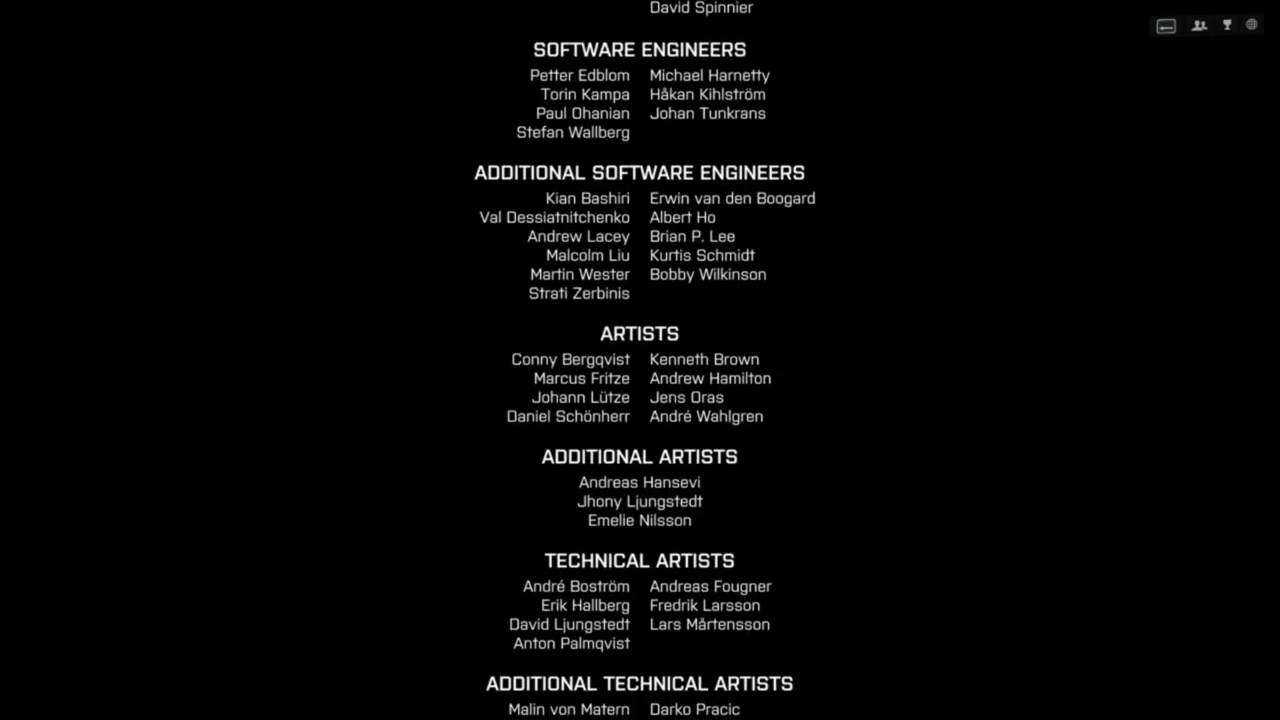 David Spinnier
SOFTWARE ENGINEERS
Petter Edblom Michael Harnetty
Torin Kampa Håkan Kihlström
Paul Ohanian Johan Tunkrans
Stefan Wallberg
ADDITIONAL SOFTWARE ENGINEERS
Kian Bashiri Erwin van den Boogard
Val Dessiatnitchenko Albert Ho
Andrew Lacey Brian P. Lee
Malcolm Liu Kurtis Schmidt
Martin Wester Bobby Wilkinson
Strati Zerbinis
ARTISTS
Conny Bergqvist Kenneth Brown
Marcus Fritze Andrew Hamilton
Johann Lütze Jens Oras
Daniel Schönherr André Wahlgren
ADDITIONAL ARTISTS
Andreas Hansevi
Jhony Ljungstedt
Emelie Nilsson
TECHNICAL ARTISTS
André Boström Andreas Fougner
Erik Hallberg Fredrik Larsson
David Ljungstedt Lars Mårtensson
Anton Palmqvist
ADDITIONAL TECHNICAL ARTISTS
Malin von Matern Darko Pracic